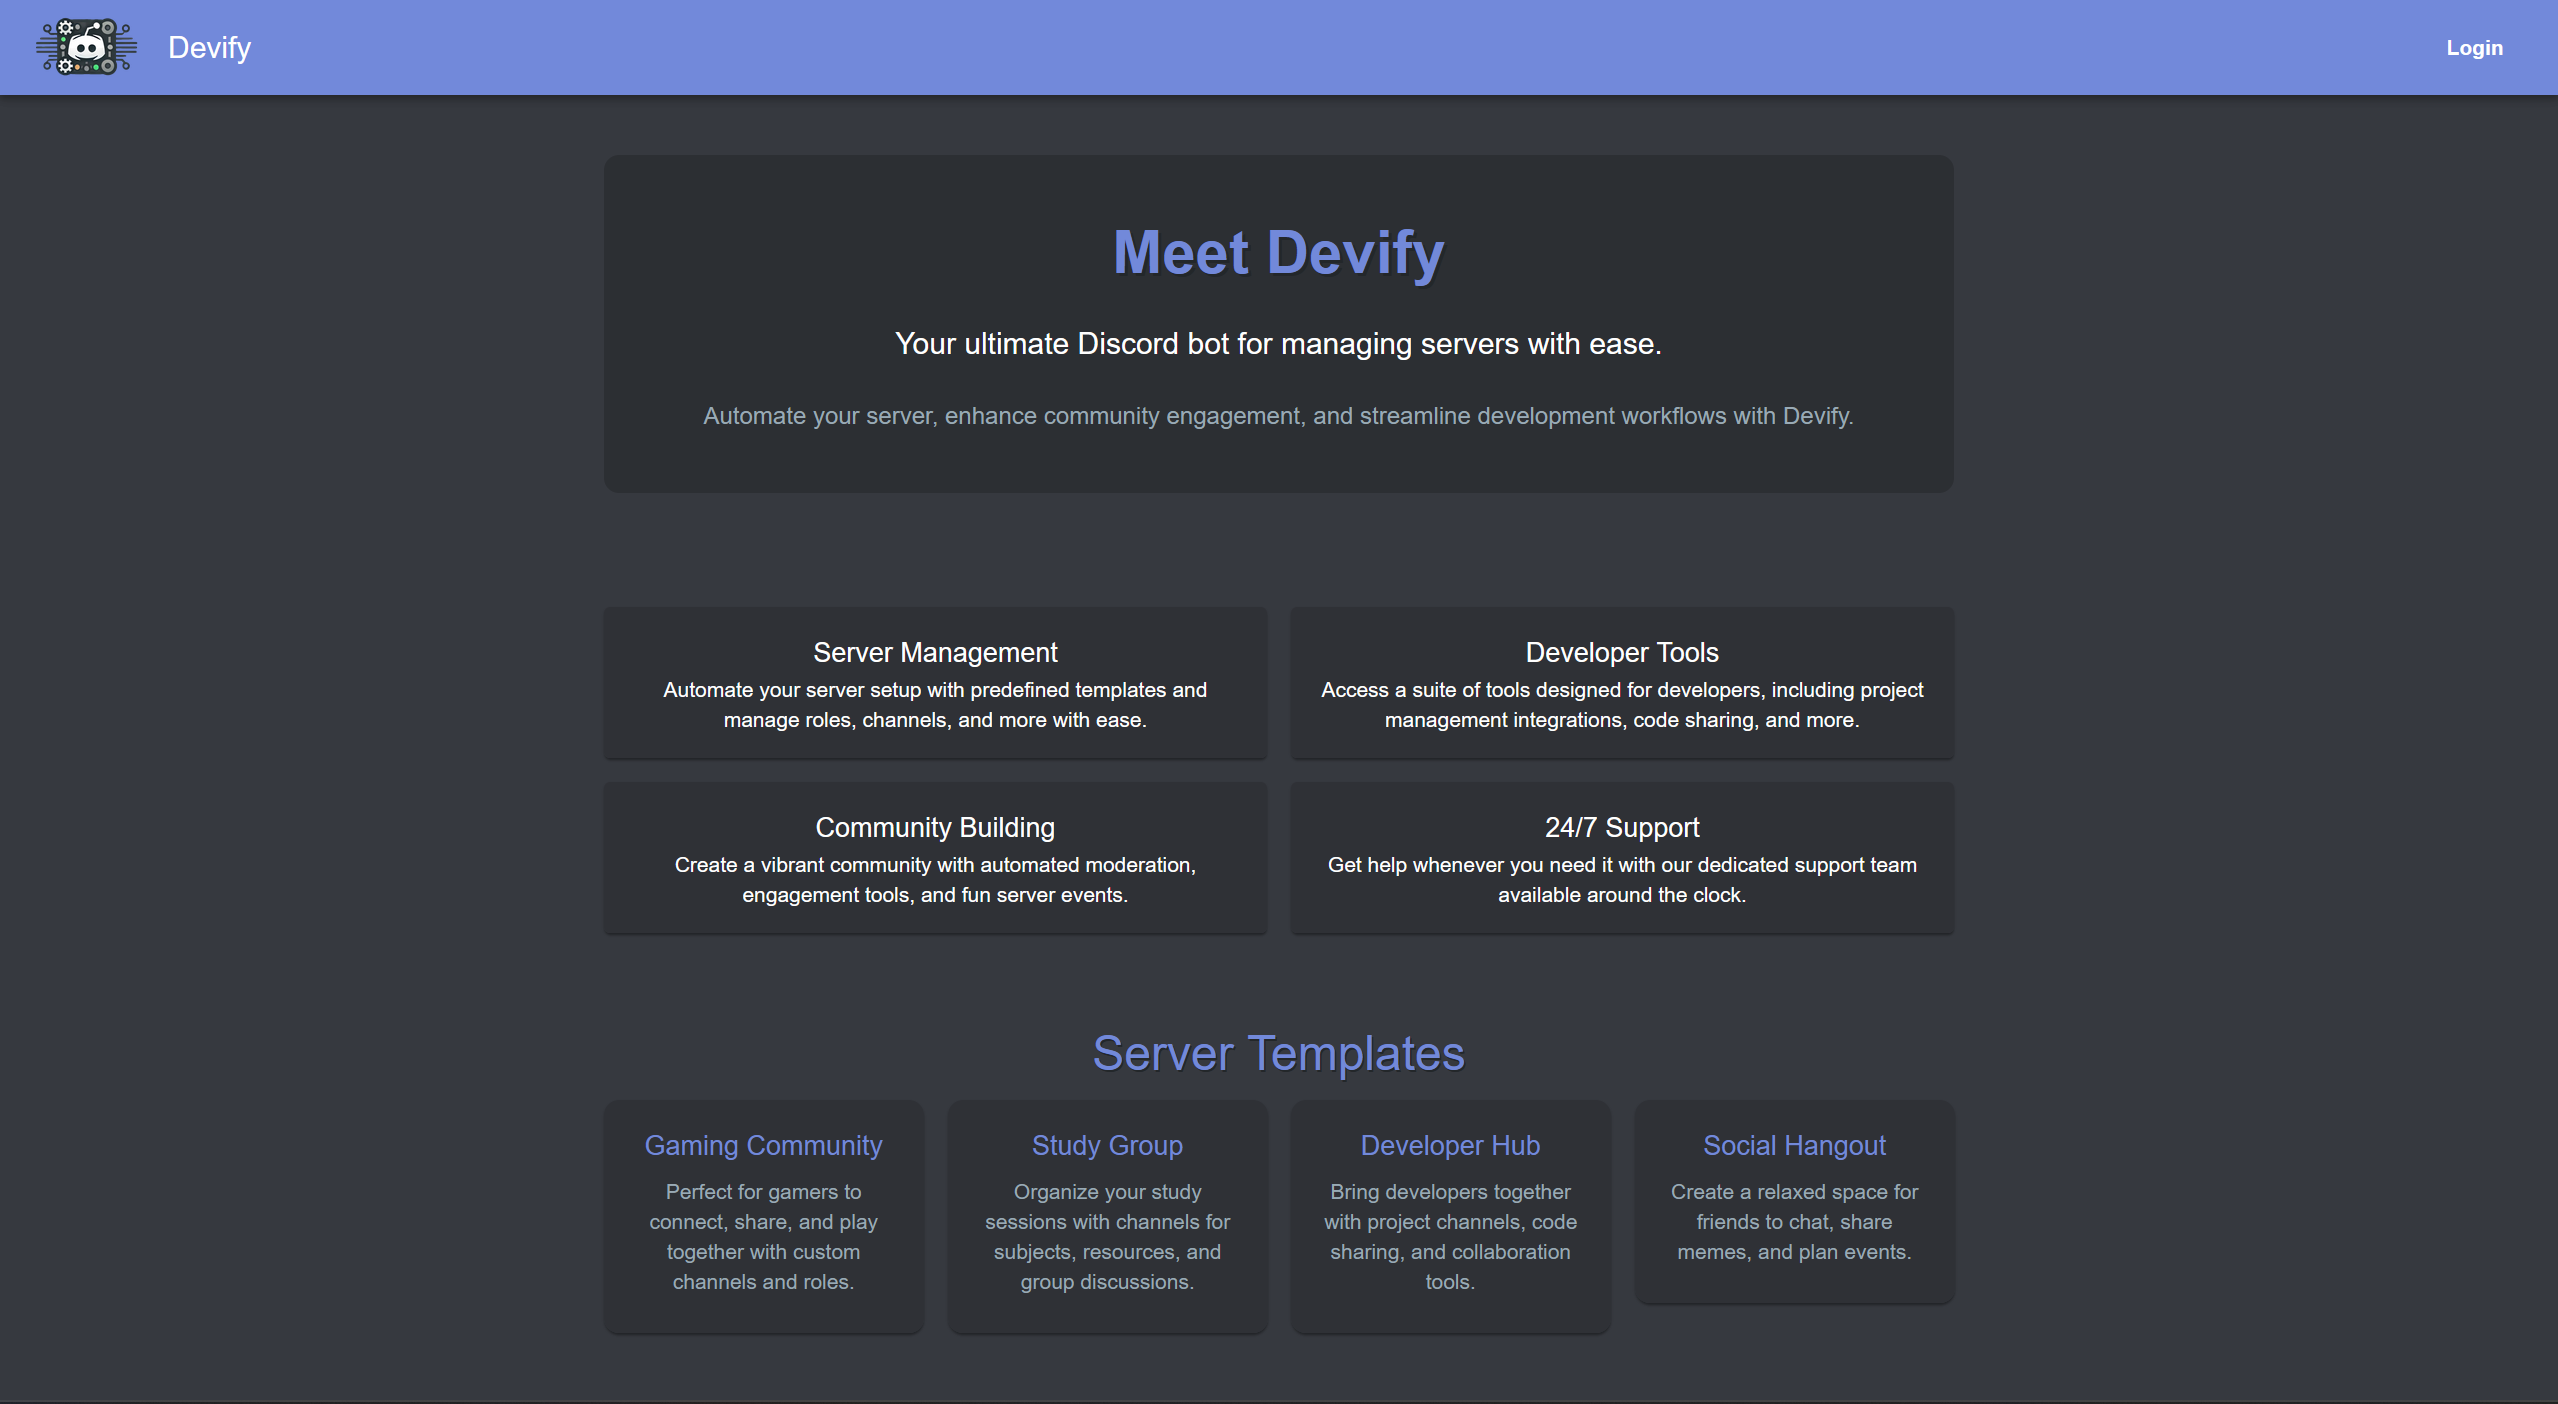 Devify
Login
Meet Devify
Your ultimate Discord bot for managing servers with ease.
Automate your server, enhance community engagement, and streamline development workflows with Devify.
Server Management
Automate your server setup with predefined templates and
manage roles, channels, and more with ease.
Developer Tools
Access a suite of tools designed for developers, including project
management integrations, code sharing, and more.
Community Building
Create a vibrant community with automated moderation,
engagement tools, and fun server events.
24/7 Support
Get help whenever you need it with our dedicated support team
available around the clock.
Server Templates
Gaming Community
Perfect for gamers to
connect, share, and play
together with custom
channels and roles.
Study Group
Organize your study
sessions with channels for
subjects, resources, and
group discussions.
Developer Hub
Bring developers together
with project channels, code
sharing, and collaboration
tools.
Social Hangout
Create a relaxed space for
friends to chat, share
memes, and plan events.